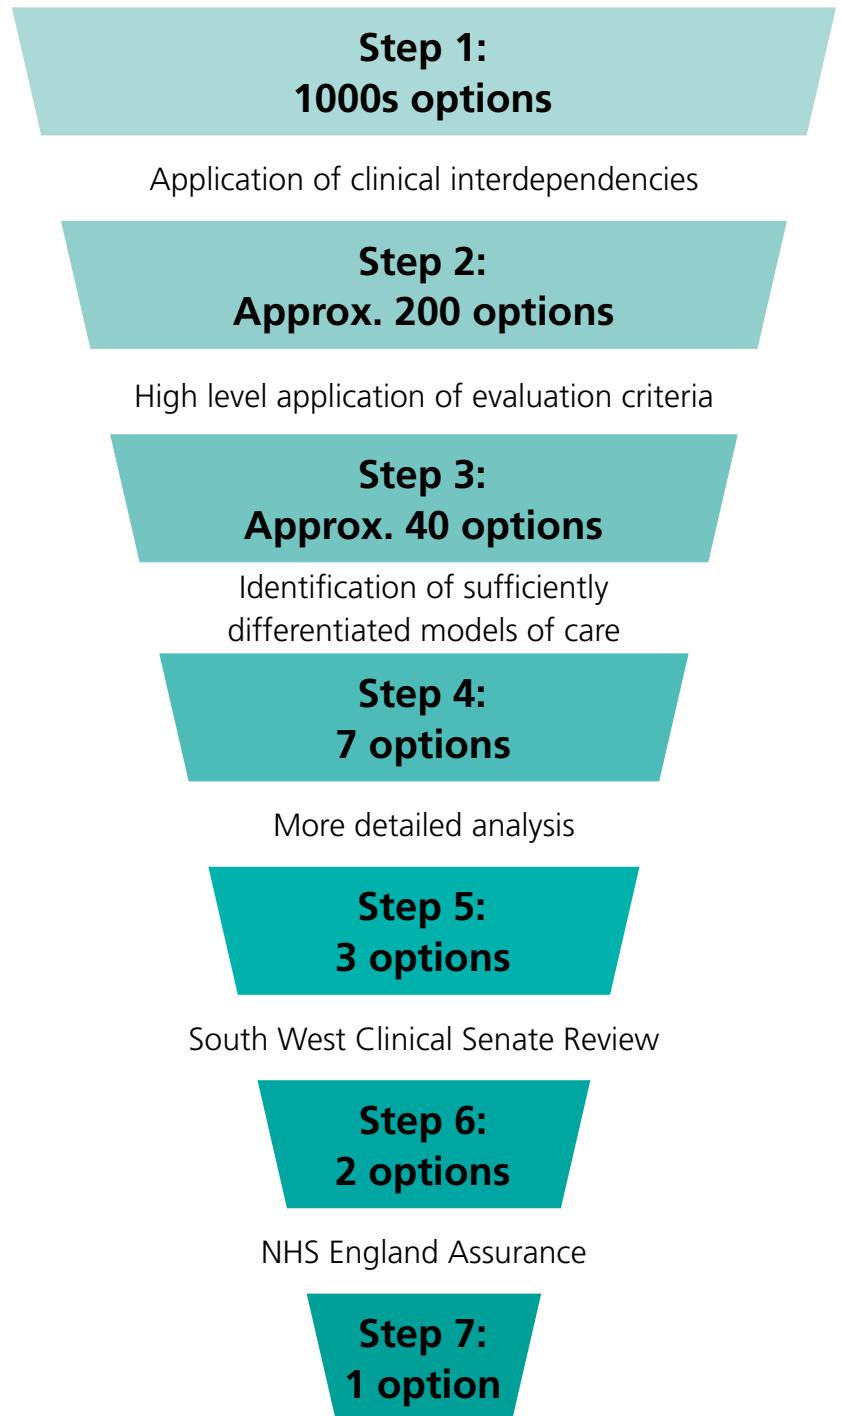 Step 1:
1000s options
Application of clinical interdependencies
Step 2:
Approx. 200 options
High level application of evaluation criteria
Step 3:
Approx. 40 options
Identification of sufficiently
differentiated models of care
Step 4:
7 options
More detailed analysis
Step 5:
3 options
South West Clinical Senate Review
Step 6:
2 options
NHS England Assurance
Step 7:
1 option